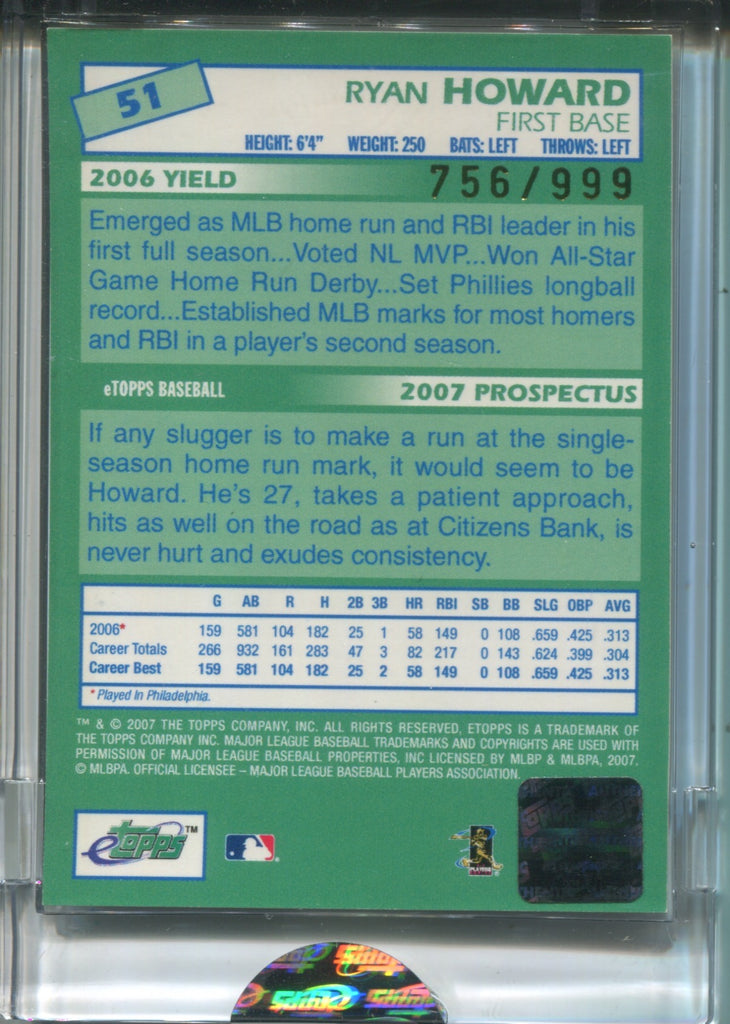 51
RYAN HOWARD
FIRST BASE
HEIGHT: 6'4" WEIGHT: 250 BATS: LEFT THROWS: LEFT
2006 YIELD
756/999
Emerged as MLB home run and RBI leader in his
first full season...Voted NL MVP...Won All-Star
Game Home Run Derby...Set Phillies longball
record...Established MLB marks for most homers
and RBI in a player's second season.
eTOPPS BASEBALL
2007 PROSPECTUS
If any slugger is to make a run at the single-
season home run mark, it would seem to be
Howard. He's 27, takes a patient approach,
hits as well on the road as at Citizens Bank, is
never hurt and exudes consistency.
G AB R H 2B 3B HR RBI SB BB SLG OBP AVG
2006* 159 581 104 182 25 1 58 149 0 108 .659 .425 .313
Career Totals 266 932 161 283 47 3 82 217 0 143 .624 .399 .304
Career Best 159 581 104 182 25 2 58 149 0 108 .659 .425 .313
* Played in Philadelphia.
™ & © 2007 THE TOPPS COMPANY, INC. ALL RIGHTS RESERVED. ETOPPS IS A TRADEMARK OF
THE TOPPS COMPANY INC. MAJOR LEAGUE BASEBALL TRADEMARKS AND COPYRIGHTS ARE USED WITH
PERMISSION OF MAJOR LEAGUE BASEBALL PROPERTIES, INC LICENSED BY MLBP & MLBPA, 2007.
© MLBPA. OFFICIAL LICENSEE – MAJOR LEAGUE BASEBALL PLAYERS ASSOCIATION.
etopps™
PLAYERS